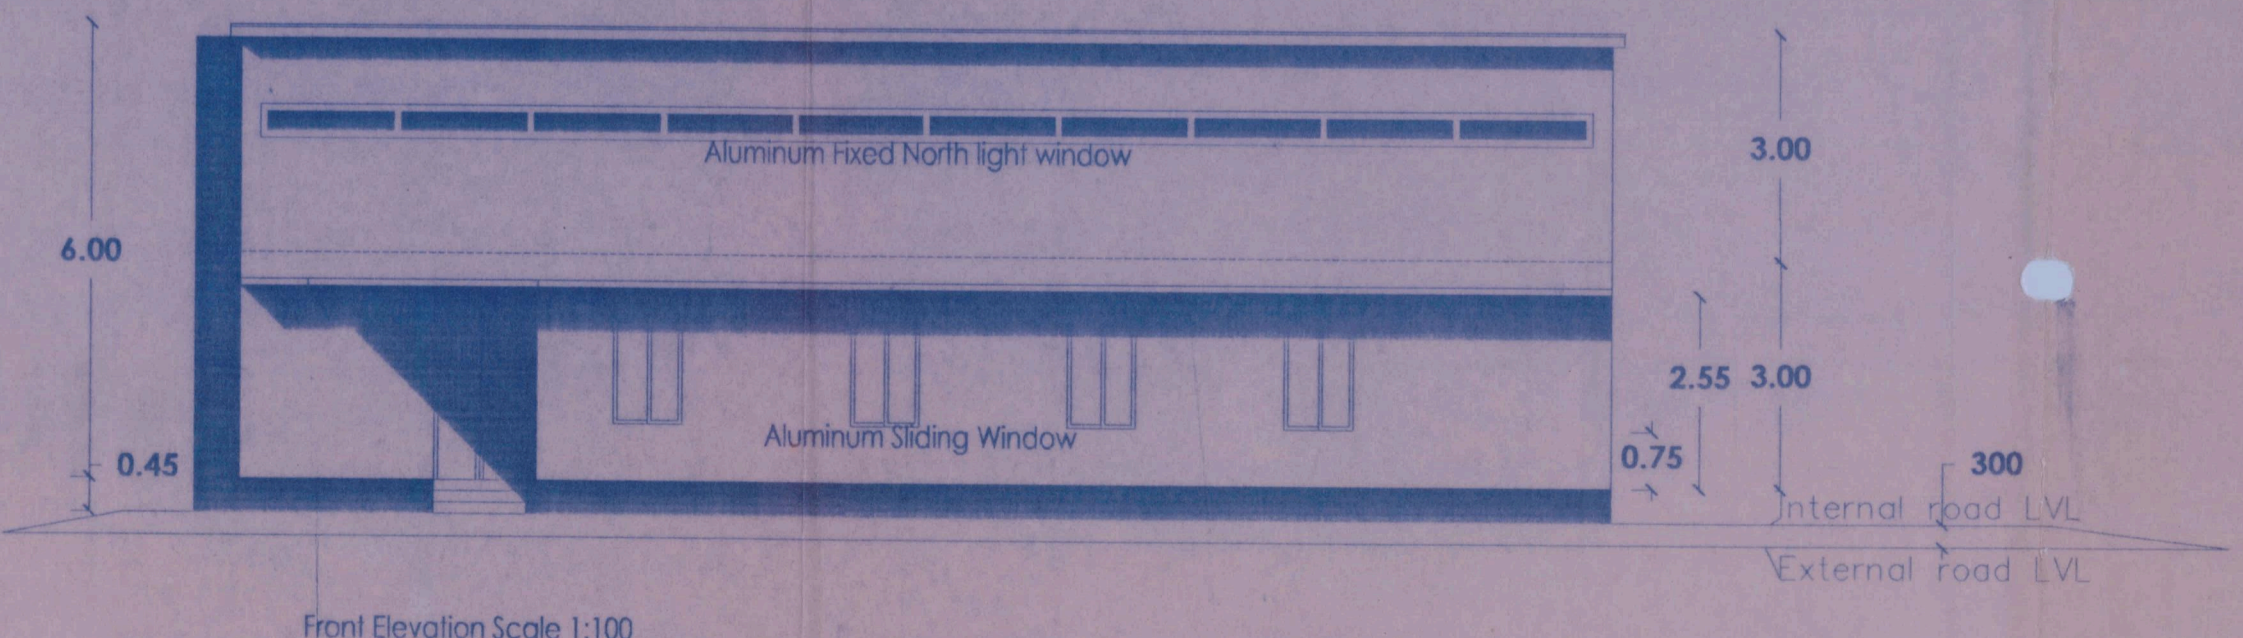 Aluminum Fixed North light window
3.00
6.00
2.55 3.00
Aluminum Sliding Window
0.75
0.45
300
Internal road LVL
External road LVL
Front Elevation Scale 1:100